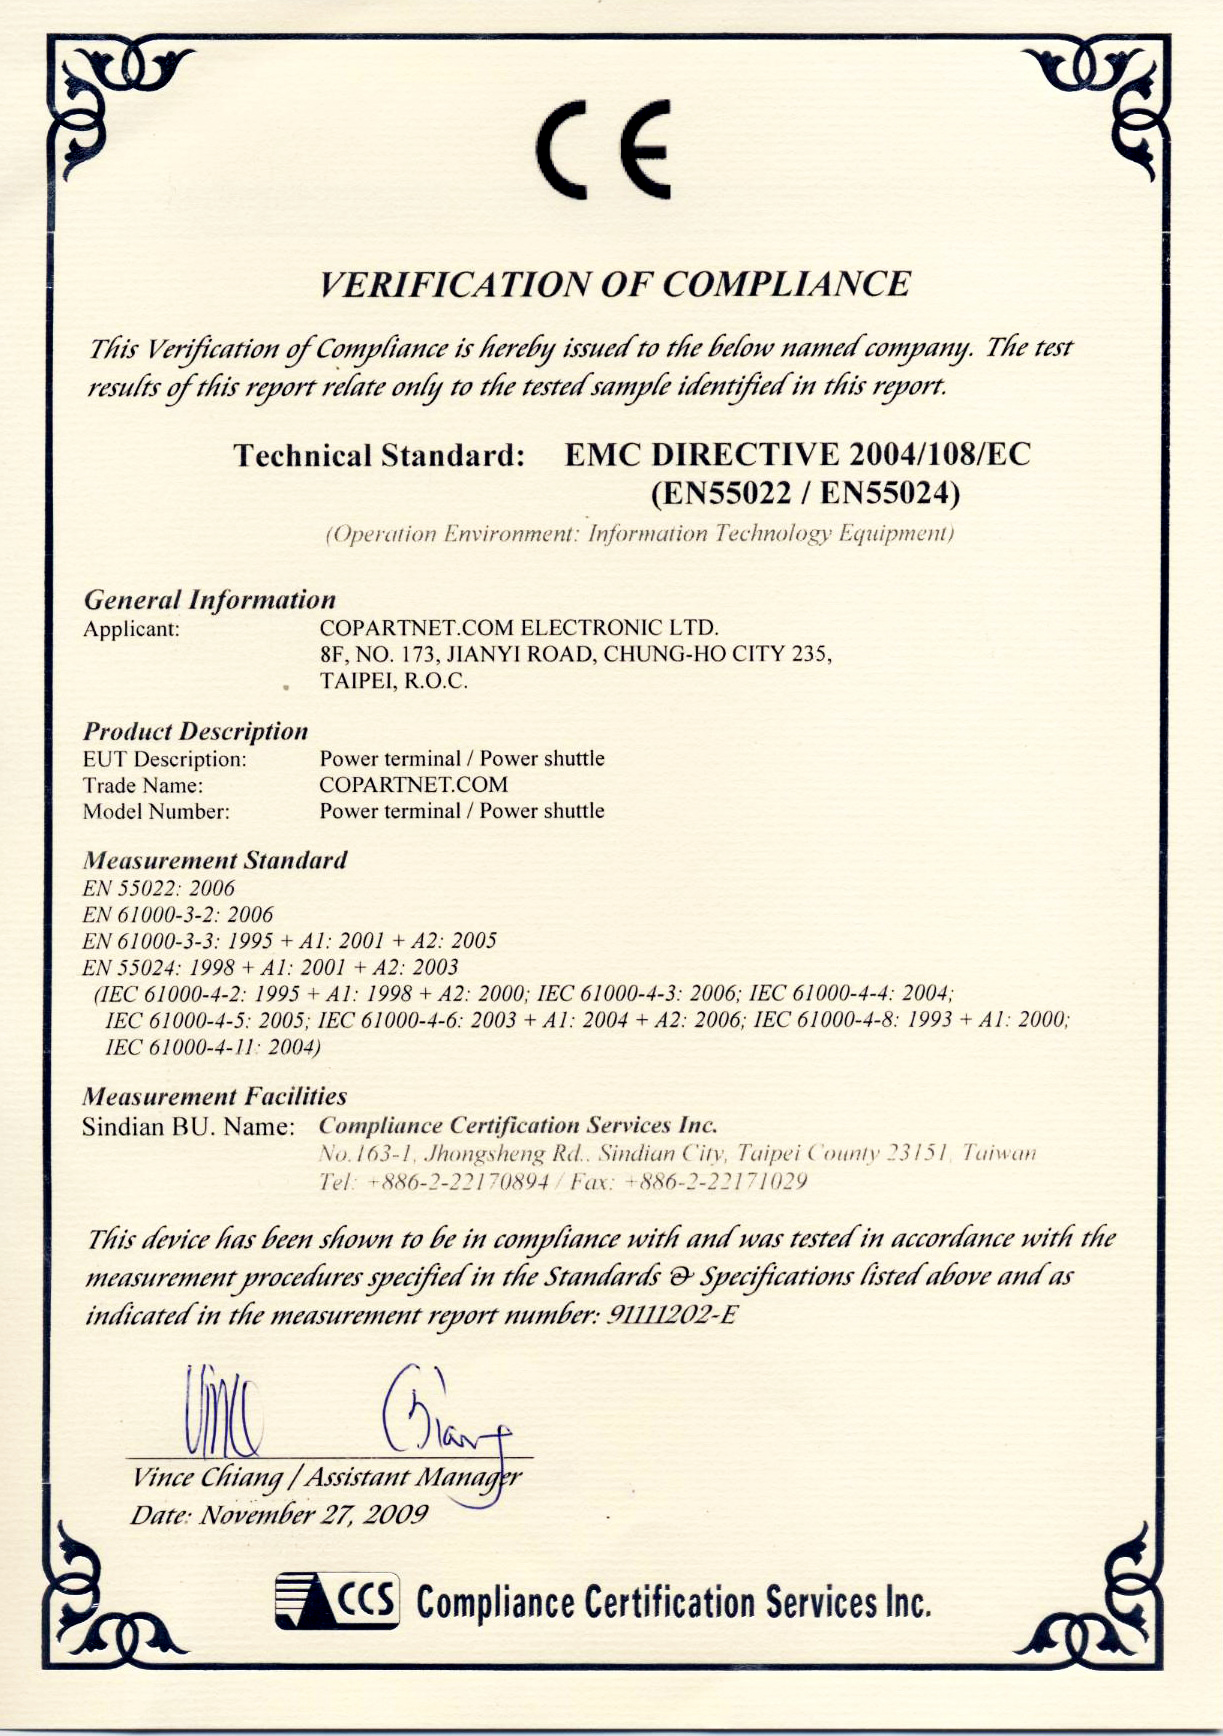 CE
VERIFICATION OF COMPLIANCE
This Verification of Compliance is hereby issued to the below named company. The test
results of this report relate only to the tested sample identified in this report.
Technical Standard: EMC DIRECTIVE 2004/108/EC
(EN55022 / EN55024)
(Operation Environment: Information Technology Equipment)
General Information
Applicant: COPARTNET.COM ELECTRONIC LTD.
8F, NO. 173, JIANYI ROAD, CHUNG-HO CITY 235,
TAIPEI, R.O.C.
Product Description
EUT Description: Power terminal / Power shuttle
Trade Name: COPARTNET.COM
Model Number: Power terminal / Power shuttle
Measurement Standard
EN 55022: 2006
EN 61000-3-2: 2006
EN 61000-3-3: 1995 + A1: 2001 + A2: 2005
EN 55024: 1998 + A1: 2001 + A2: 2003
(IEC 61000-4-2: 1995 + A1: 1998 + A2: 2000; IEC 61000-4-3: 2006; IEC 61000-4-4: 2004;
IEC 61000-4-5: 2005; IEC 61000-4-6: 2003 + A1: 2004 + A2: 2006; IEC 61000-4-8: 1993 + A1: 2000;
IEC 61000-4-11: 2004)
Measurement Facilities
Sindian BU. Name: Compliance Certification Services Inc.
No.163-1, Jhongsheng Rd., Sindian City, Taipei County 23151, Taiwan
Tel: +886-2-22170894 / Fax: +886-2-22171029
This device has been shown to be in compliance with and was tested in accordance with the
measurement procedures specified in the Standards & Specifications listed above and as
indicated in the measurement report number: 91111202-E
Vince Chiang
Vince Chiang / Assistant Manager
Date: November 27, 2009
CCS Compliance Certification Services Inc.